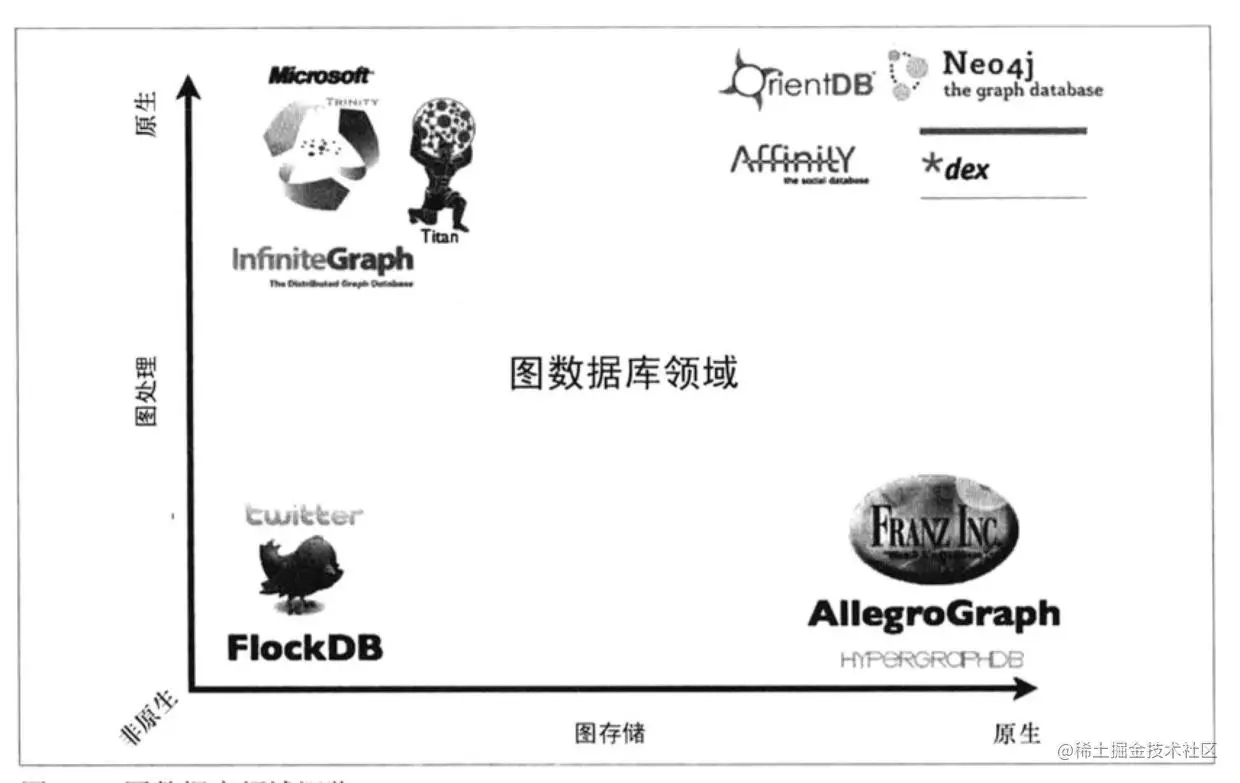 Microsoft
TRINITY
Titan
InfiniteGraph
The Distributed Graph Database
OrientDB
Neo4j
the graph database
AffinitY
the social database
*dex
原生
图处理
图数据库领域
twitter
FlockDB
FRANZ INC.
AllegroGraph
HYPERGRAPHDB
非原生
图存储
原生
@稀土掘金技术社区